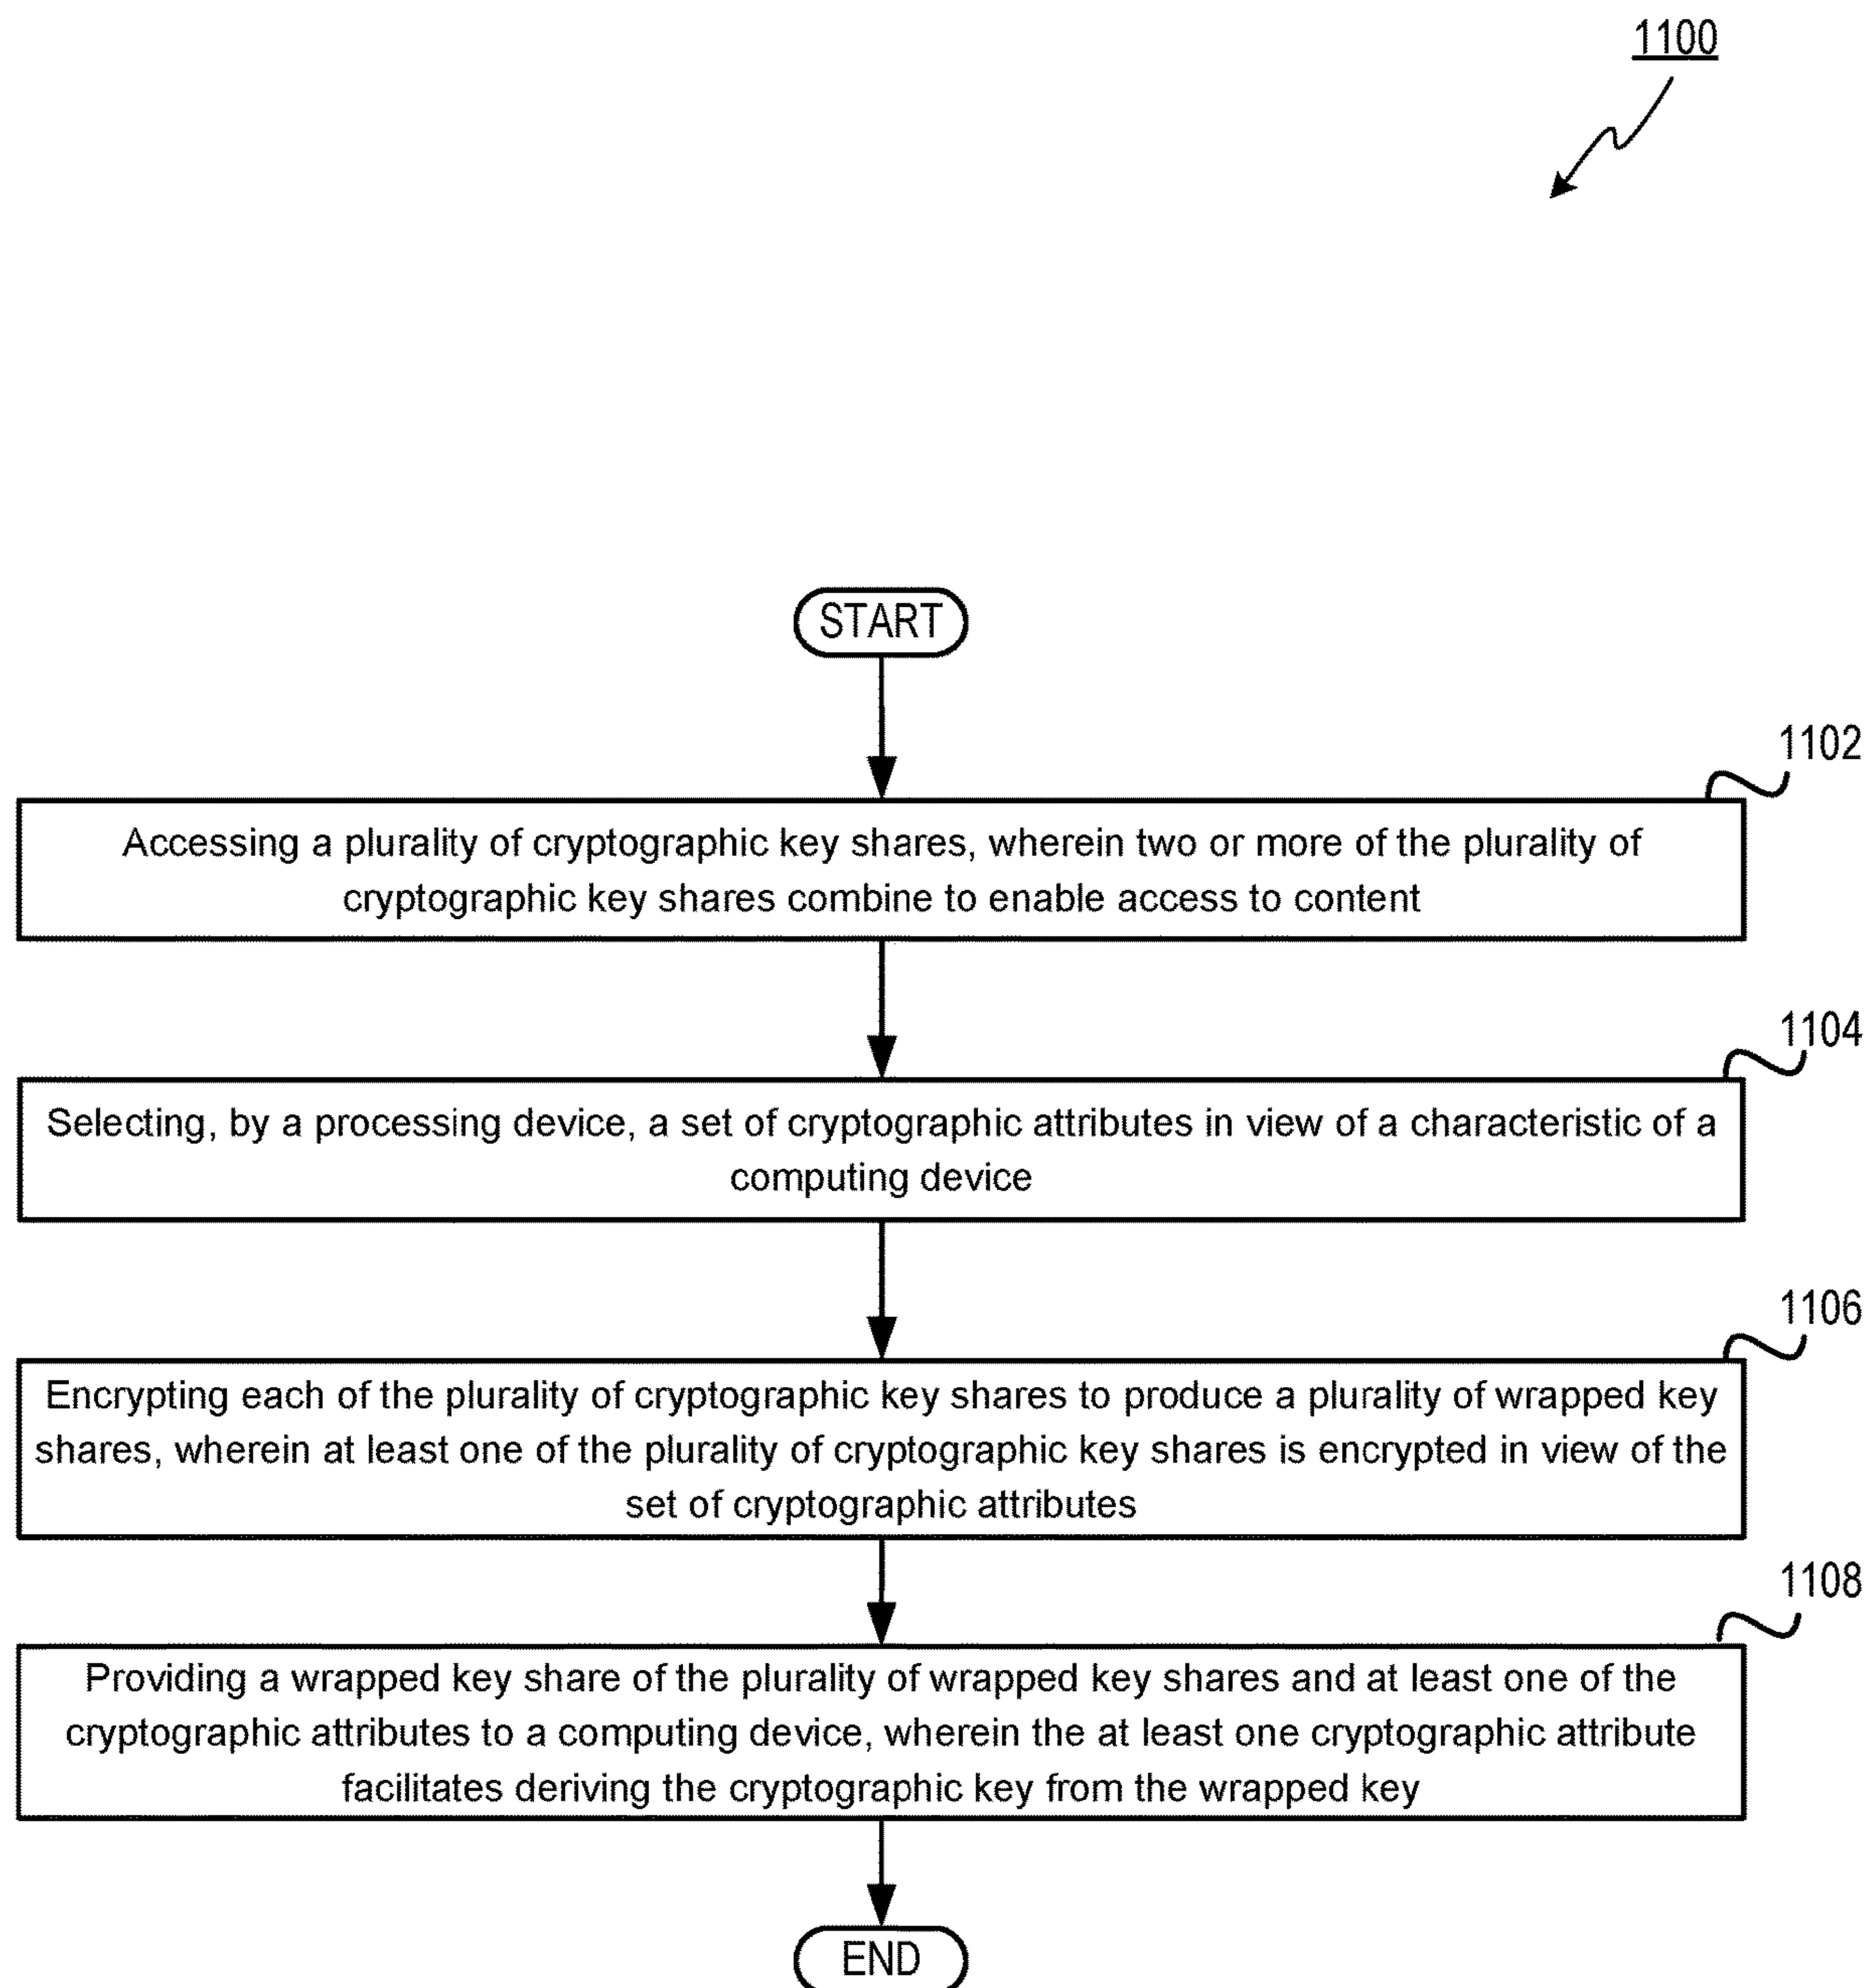 1100
START
1102
Accessing a plurality of cryptographic key shares, wherein two or more of the plurality of
cryptographic key shares combine to enable access to content
1104
Selecting, by a processing device, a set of cryptographic attributes in view of a characteristic of a
computing device
1106
Encrypting each of the plurality of cryptographic key shares to produce a plurality of wrapped key
shares, wherein at least one of the plurality of cryptographic key shares is encrypted in view of the
set of cryptographic attributes
1108
Providing a wrapped key share of the plurality of wrapped key shares and at least one of the
cryptographic attributes to a computing device, wherein the at least one cryptographic attribute
facilitates deriving the cryptographic key from the wrapped key
END